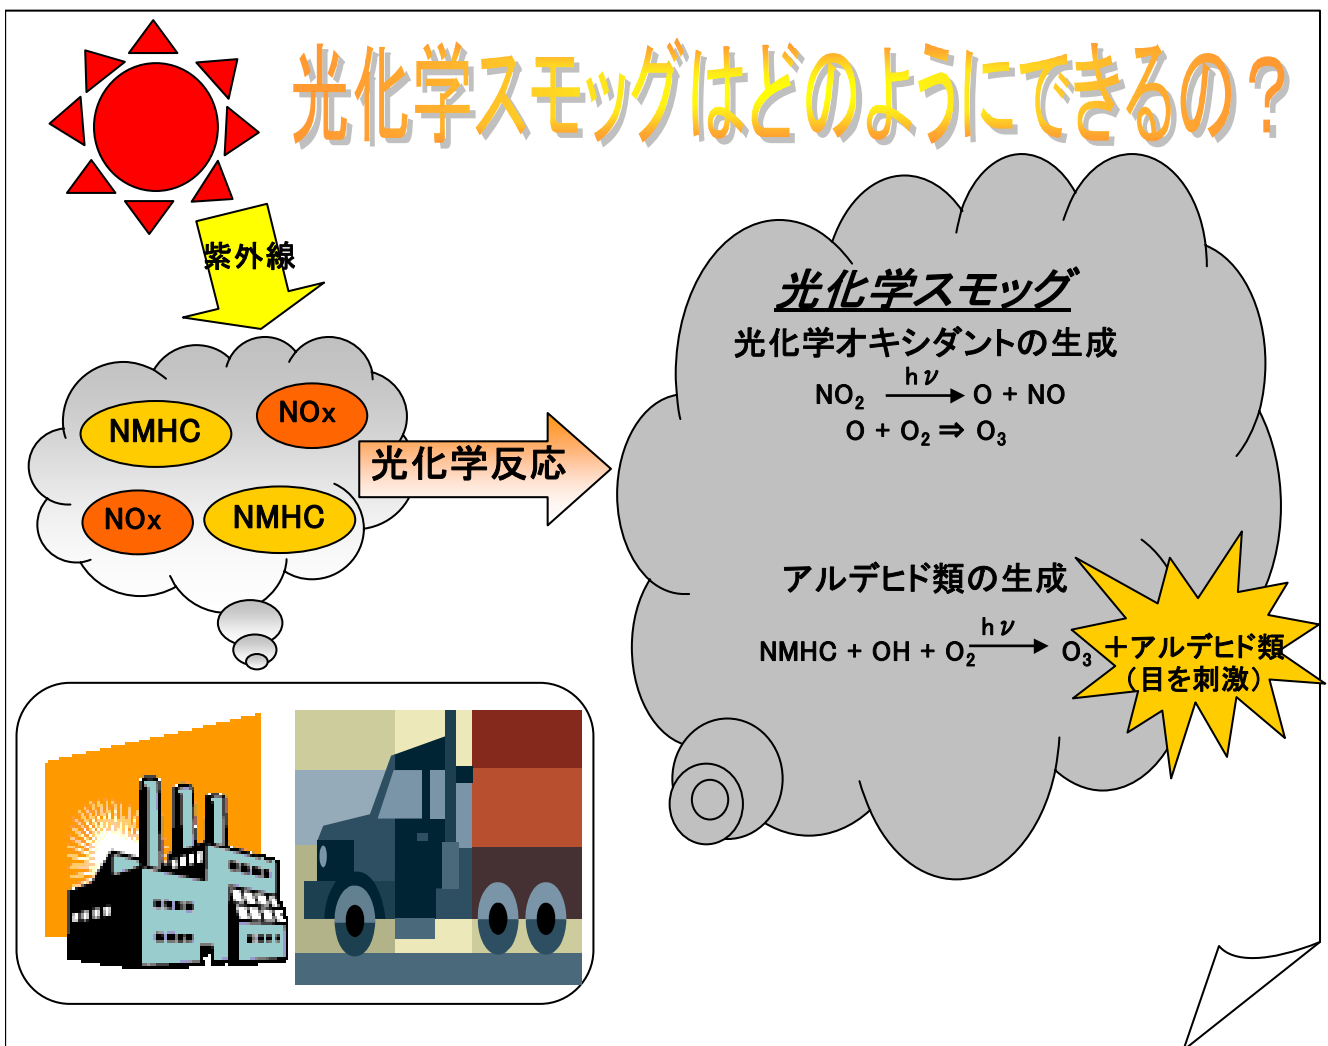 光化学スモッグはどのようにできるの？
紫外線
NMHC
NOx
NOx
NMHC
光化学反応
光化学スモッグ
光化学オキシダントの生成
hν
NO₂ → O + NO
O + O₂ ⇒ O₃
アルデヒド類の生成
hν
NMHC + OH + O₂ → O₃
＋アルデヒド類
（目を刺激）